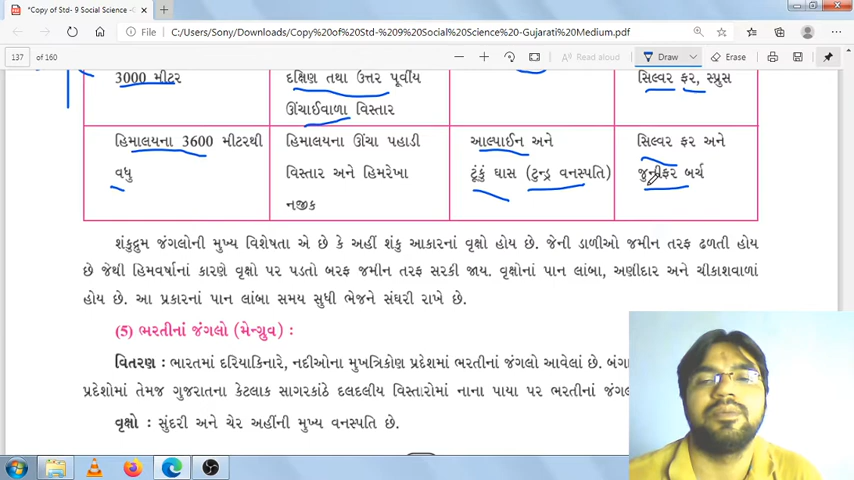 *Copy of Std- 9 Social Science -
File
C:/Users/Sony/Downloads/Copy%20of%20Std-%209%20Social%20Science%20-Gujarati%20Medium.pdf
137 of 160
Read aloud
Draw
Erase
3000 મીટર
દક્ષિણ તથા ઉત્તર પૂર્વીય
ઊંચાઈવાળા વિસ્તાર
સિલ્વર ફર, સ્પ્રુસ
હિમાલયના 3600 મીટરથી
વધુ
હિમાલયના ઊંચા પહાડી
વિસ્તાર અને હિમરેખા
નજીક
આલ્પાઈન અને
ટૂંકું ઘાસ (ટુન્ડ્ર વનસ્પતિ)
સિલ્વર ફર અને
જુનીફર બર્ચ
શંકુદ્રુમ જંગલોની મુખ્ય વિશેષતા એ છે કે અહીં શંકુ આકારનાં વૃક્ષો હોય છે. જેની ડાળીઓ જમીન તરફ ઢળતી હોય
છે જેથી હિમવર્ષાનાં કારણે વૃક્ષો પર પડતો બરફ જમીન તરફ સરકી જાય. વૃક્ષોનાં પાન લાંબા, અણીદાર અને ચીકાશવાળાં
હોય છે. આ પ્રકારનાં પાન લાંબા સમય સુધી ભેજને સંઘરી રાખે છે.
(5) ભરતીનાં જંગલો (મેન્ગ્રુવ) :
વિતરણ : ભારતમાં દરિયાકિનારે, નદીઓના મુખત્રિકોણ પ્રદેશમાં ભરતીનાં જંગલો આવેલાં છે. બંગા
પ્રદેશોમાં તેમજ ગુજરાતના કેટલાક સાગરકાંઠે દલદલીય વિસ્તારોમાં નાના પાયા પર ભરતીનાં જંગલ
વૃક્ષો : સુંદરી અને ચેર અહીંની મુખ્ય વનસ્પતિ છે.